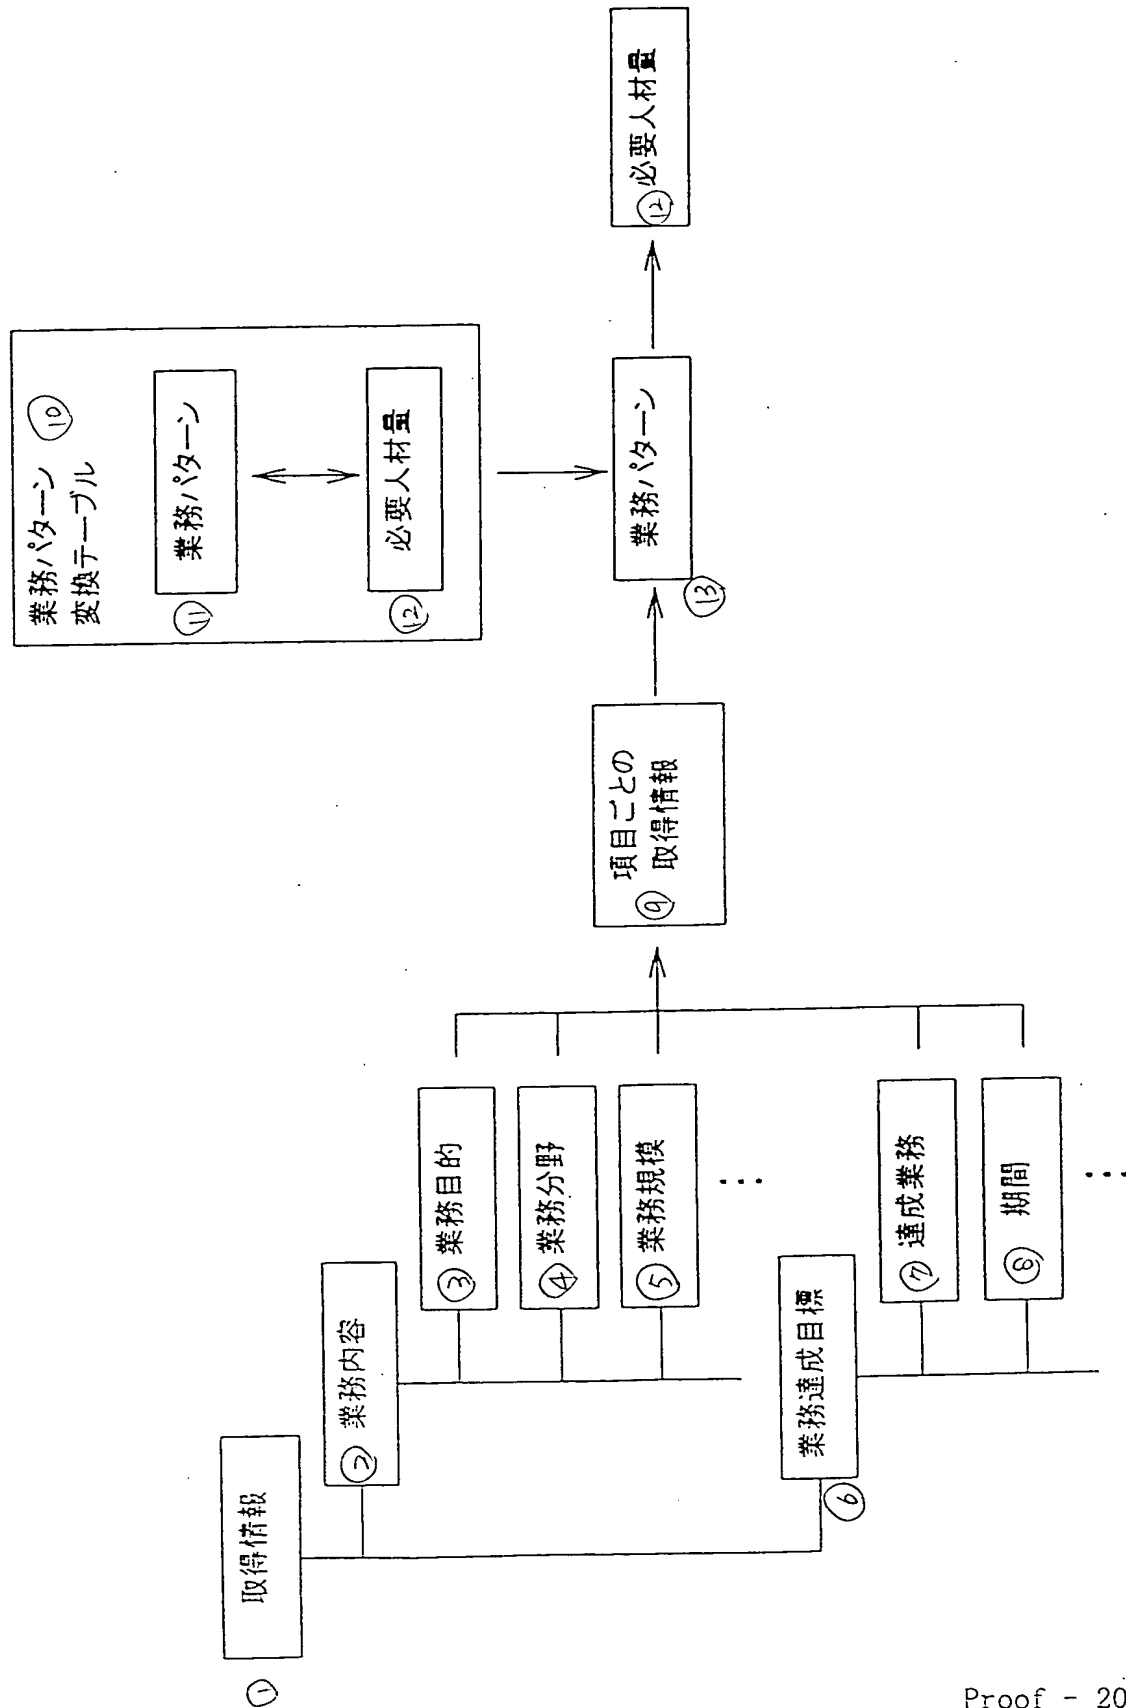 ① 取得情報
② 業務内容
③ 業務目的
④ 業務分野
⑤ 業務規模
...
⑥ 業務達成目標
⑦ 達成業務
⑧ 期間
...
項目ごとの
⑨ 取得情報
業務パターン ⑩
変換テーブル
⑪ 業務パターン
⑫ 必要人材量
⑬ 業務パターン
⑫ 必要人材量
Proof - 20